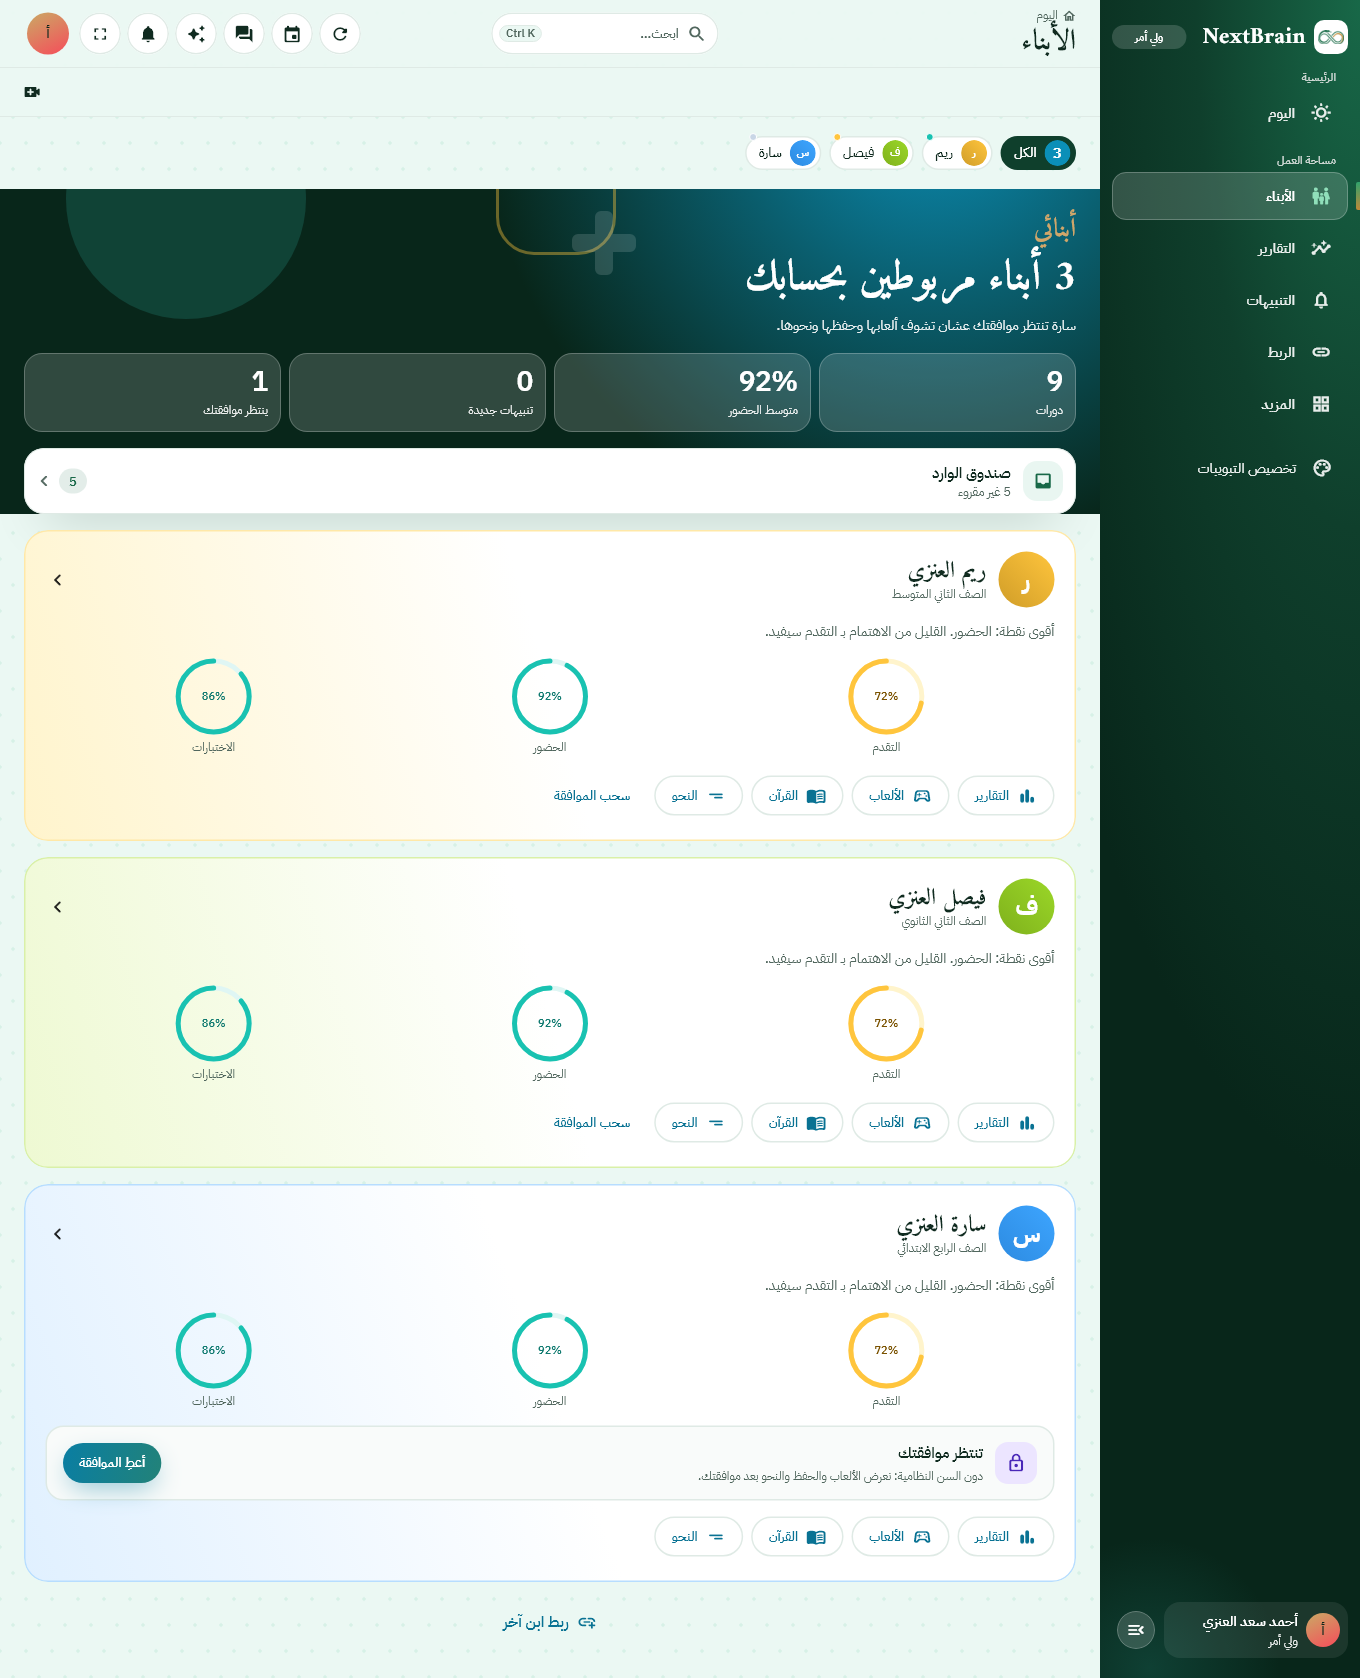 NextBrain
ولي أمر
الرئيسية
اليوم
مساحة العمل
الأبناء
التقارير
التنبيهات
الربط
المزيد
تخصيص التبويبات
أحمد سعد العنزي
ولي أمر
أ
اليوم
الأبناء
ابحث...
Ctrl K
أ
3 الكل
ر ريم
ف فيصل
س سارة
أبنائي
3 أبناء مربوطين بحسابك
سارة تنتظر موافقتك عشان تشوف ألعابها وحفظها ونحوها.
9
دورات
92%
متوسط الحضور
0
تنبيهات جديدة
1
ينتظر موافقتك
صندوق الوارد
5 غير مقروء
5
ر
ريم العنزي
الصف الثاني المتوسط
أقوى نقطة: الحضور. القليل من الاهتمام بـ التقدم سيفيد.
72%
التقدم
92%
الحضور
86%
الاختبارات
التقارير
الألعاب
القرآن
النحو
سحب الموافقة
ف
فيصل العنزي
الصف الثاني الثانوي
أقوى نقطة: الحضور. القليل من الاهتمام بـ التقدم سيفيد.
72%
التقدم
92%
الحضور
86%
الاختبارات
التقارير
الألعاب
القرآن
النحو
سحب الموافقة
س
سارة العنزي
الصف الرابع الابتدائي
أقوى نقطة: الحضور. القليل من الاهتمام بـ التقدم سيفيد.
72%
التقدم
92%
الحضور
86%
الاختبارات
تنتظر موافقتك
دون السن النظامية: نعرض الألعاب والحفظ والنحو بعد موافقتك.
أعطِ الموافقة
التقارير
الألعاب
القرآن
النحو
ربط ابن آخر